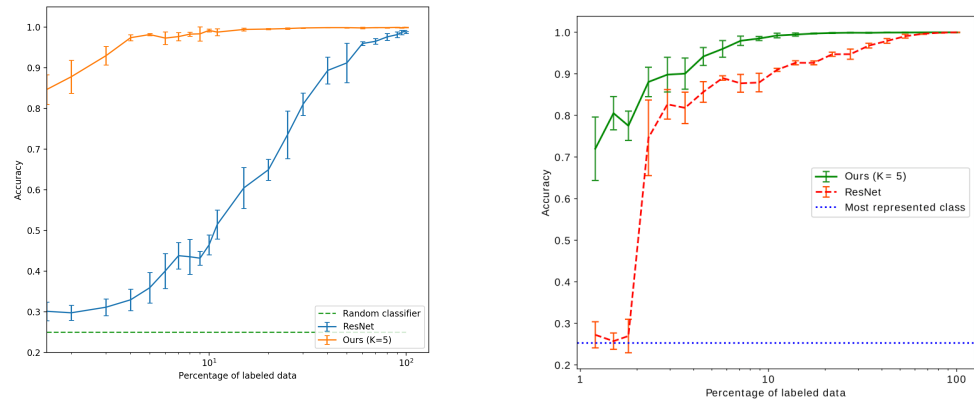 1.0
0.9
0.8
0.7
0.6
0.5
0.4
0.3
0.2
Accuracy
Random classifier
ResNet
Ours (K=5)
10¹
10²
Percentage of labeled data
1.0
0.9
0.8
0.7
0.6
0.5
0.4
0.3
0.2
Accuracy
Ours (K= 5)
ResNet
Most represented class
1
10
100
Percentage of labeled data